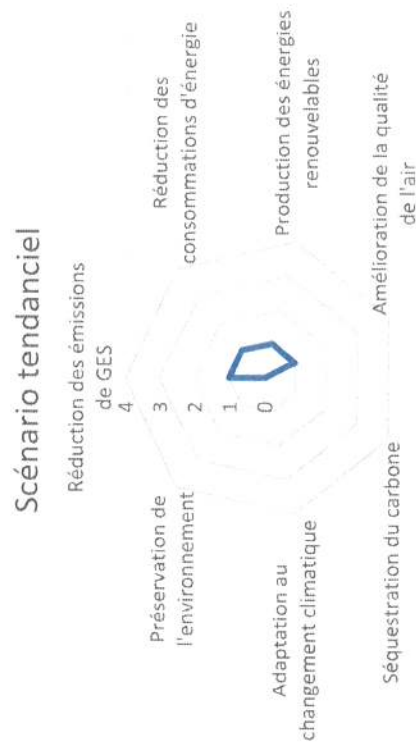 Scénario tendanciel
Réduction des émissions
de GES
4
3
2
1
0
Réduction des
consommations d'énergie
Production des énergies
renouvelables
Amélioration de la qualité
de l'air
Séquestration du carbone
Adaptation au
changement climatique
Préservation de
l'environnement